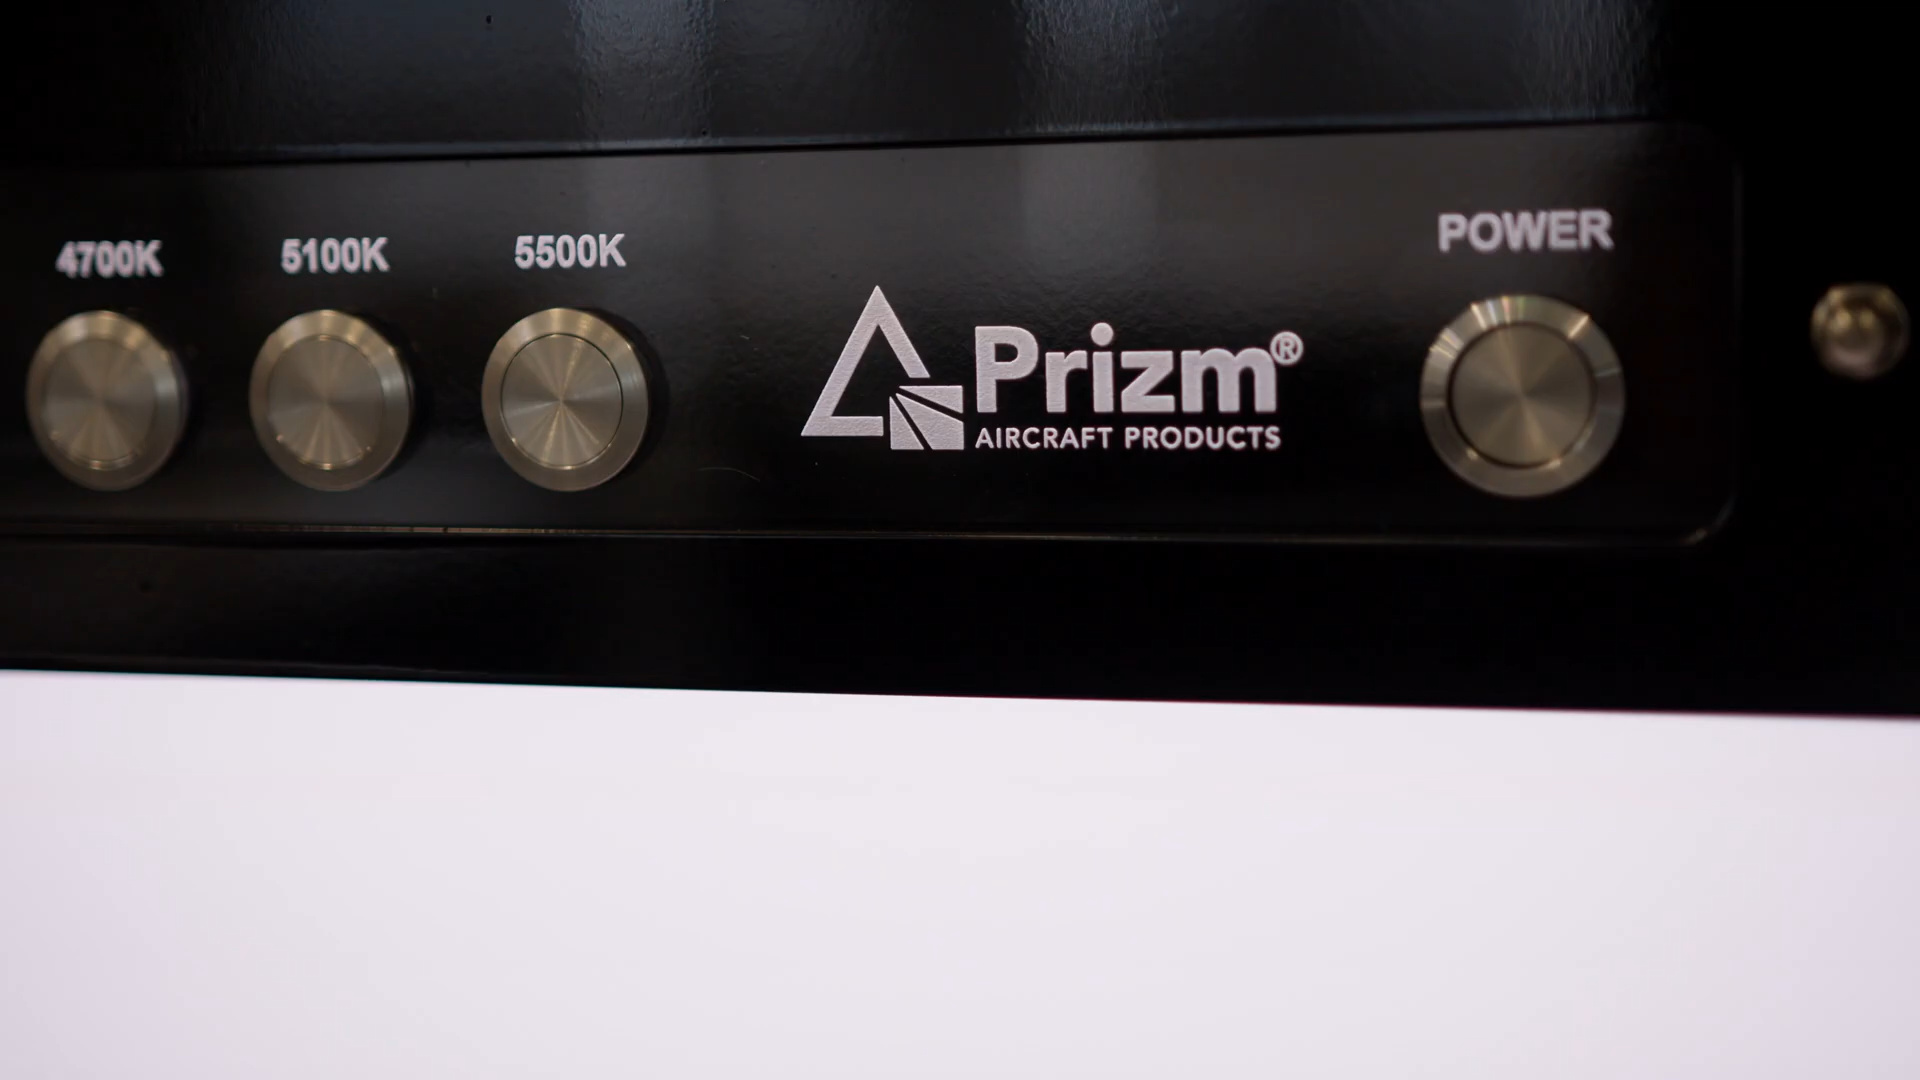 4700K
5100K
5500K
Prizm®
AIRCRAFT PRODUCTS
POWER